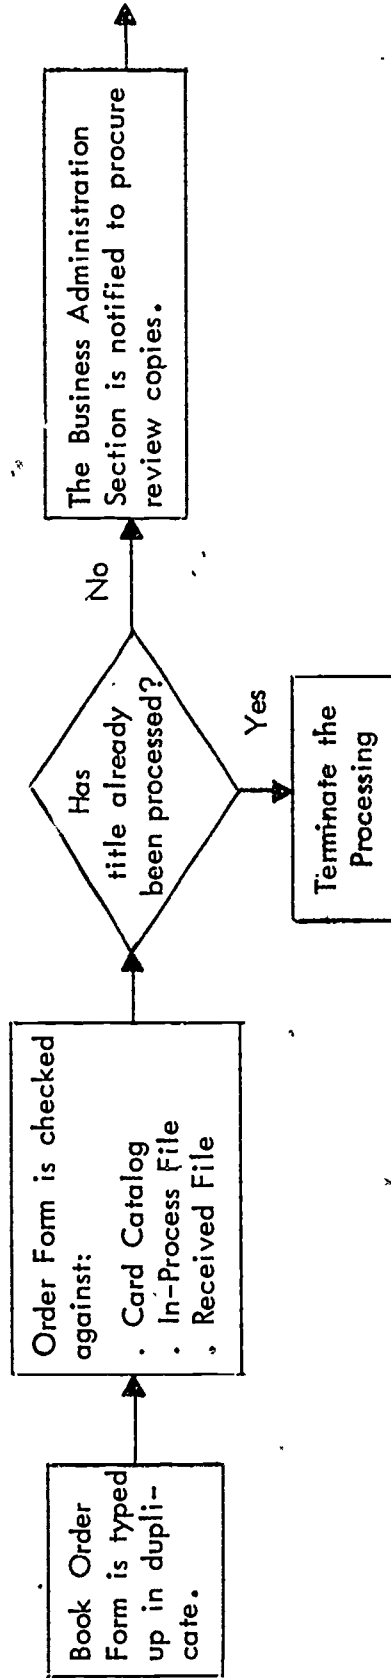 Book Order
Form is typed
up in dupli-
cate.
Order Form is checked
against:
. Card Catalog
. In-Process File
. Received File
Has
title already
been processed?
No
Yes
The Business Administration
Section is notified to procure
review copies.
Terminate the
Processing